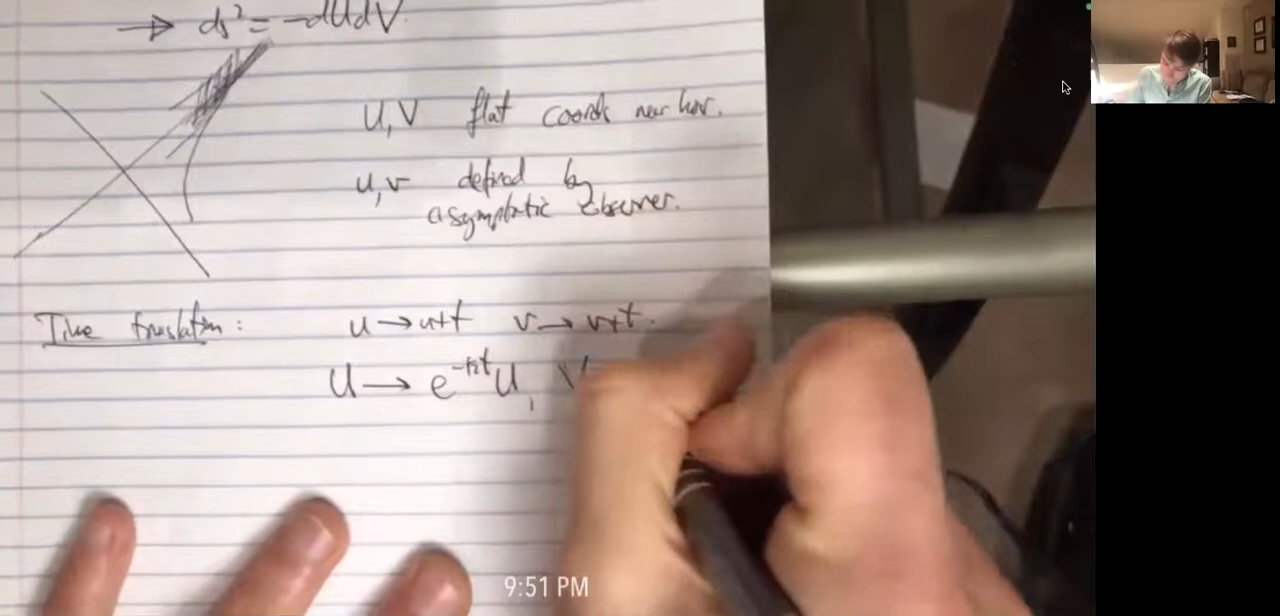 → ds² = -dUdV.
U, V flat coords near hor.
u, v defined by
asymptotic observer.
Time translation: u → u+t v → v+t.
U → e^{-κt} U, V
9:51 PM